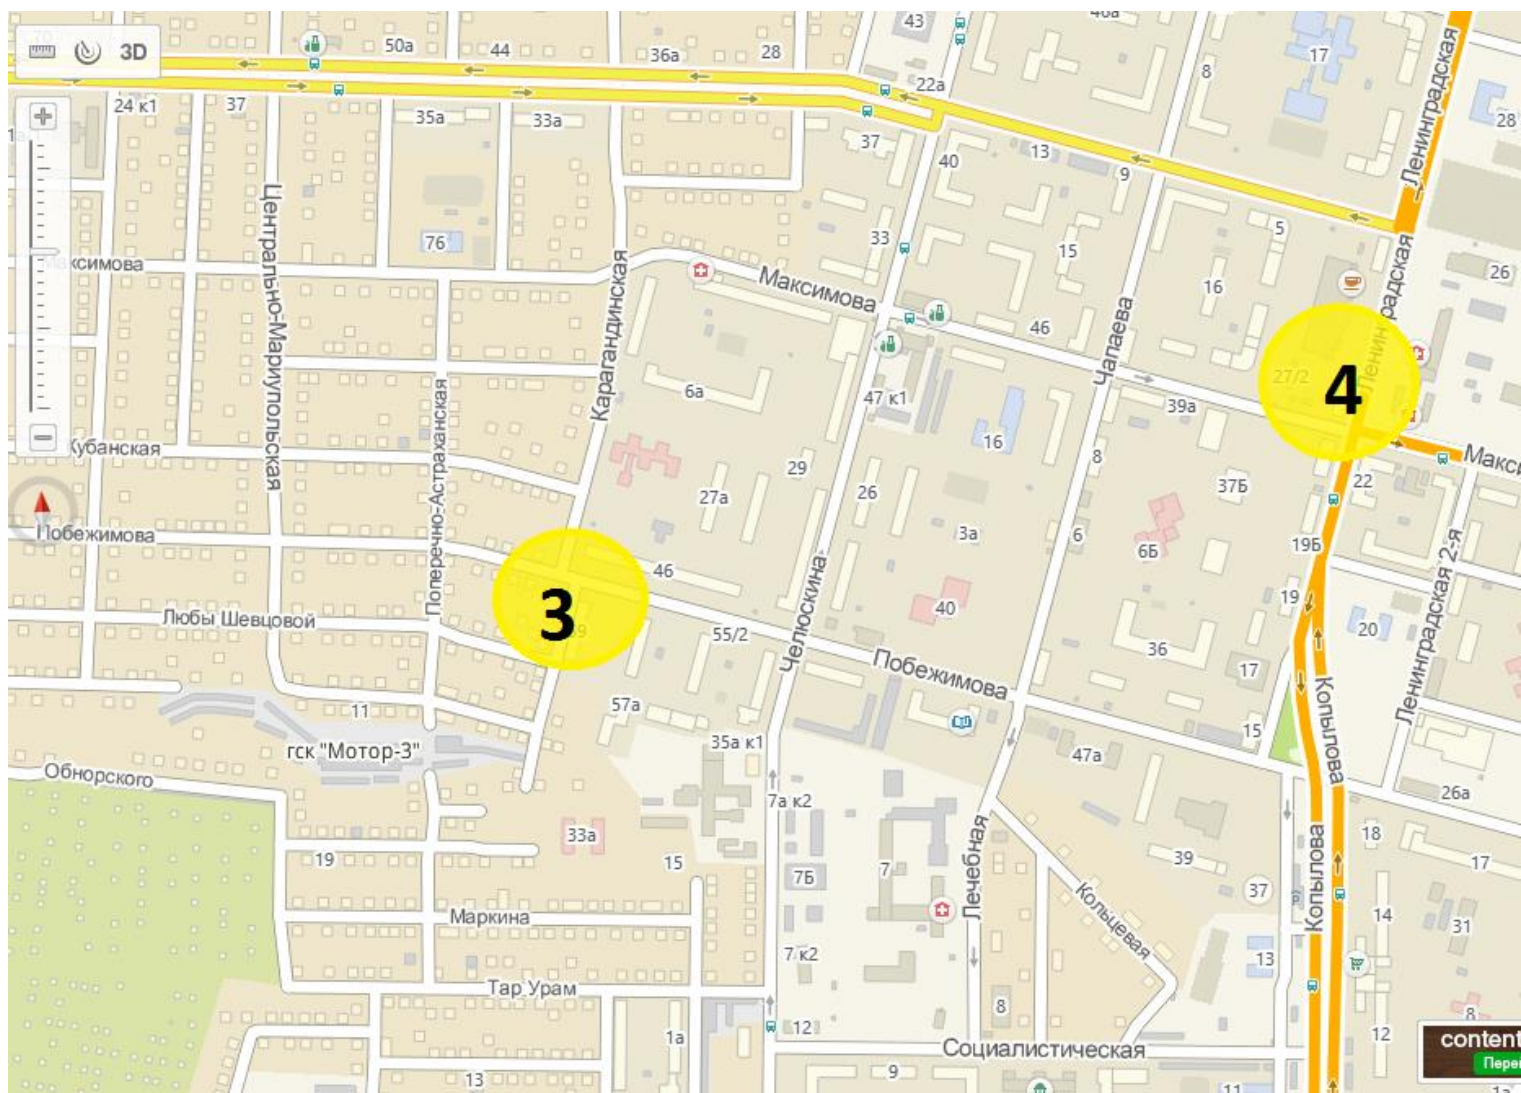 43
46а
17
Ленинградская
50а
44
36а
28
3D
8
22а
24 к1
37
35а
33а
37
40
13
9
28
Центрально-Мариупольская
76
Карагандинская
33
15
5
26
Ленинградская
Максимова
Максимова
16
46
Чапаева
27/2
4
6а
47 к1
39а
16
Поперечно-Астраханская
Кубанская
29
8
Макси
27а
26
37Б
22
Побежимова
3а
6
6Б
19Б
Ленинградская 2-я
46
3
Челюскина
40
19
20
Любы Шевцовой
55/2
36
Побежимова
17
Копылова
11
57а
35а к1
15
гск "Мотор-3"
47а
Обнорского
7а к2
26а
33а
18
19
15
7Б
7
Лечебная
39
37
Копылова
17
Кольцевая
14
31
Маркина
7 к2
13
Тар Урам
8
8
1а
12
12
Социалистическая
content
Пере
13
9
11
1а